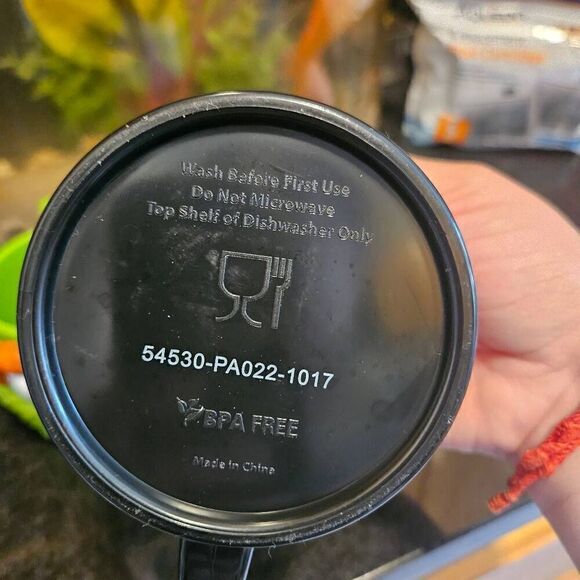 Wash Before First Use
Do Not Microwave
Top Shelf of Dishwasher Only
54530-PA022-1017
BPA FREE
Made in China